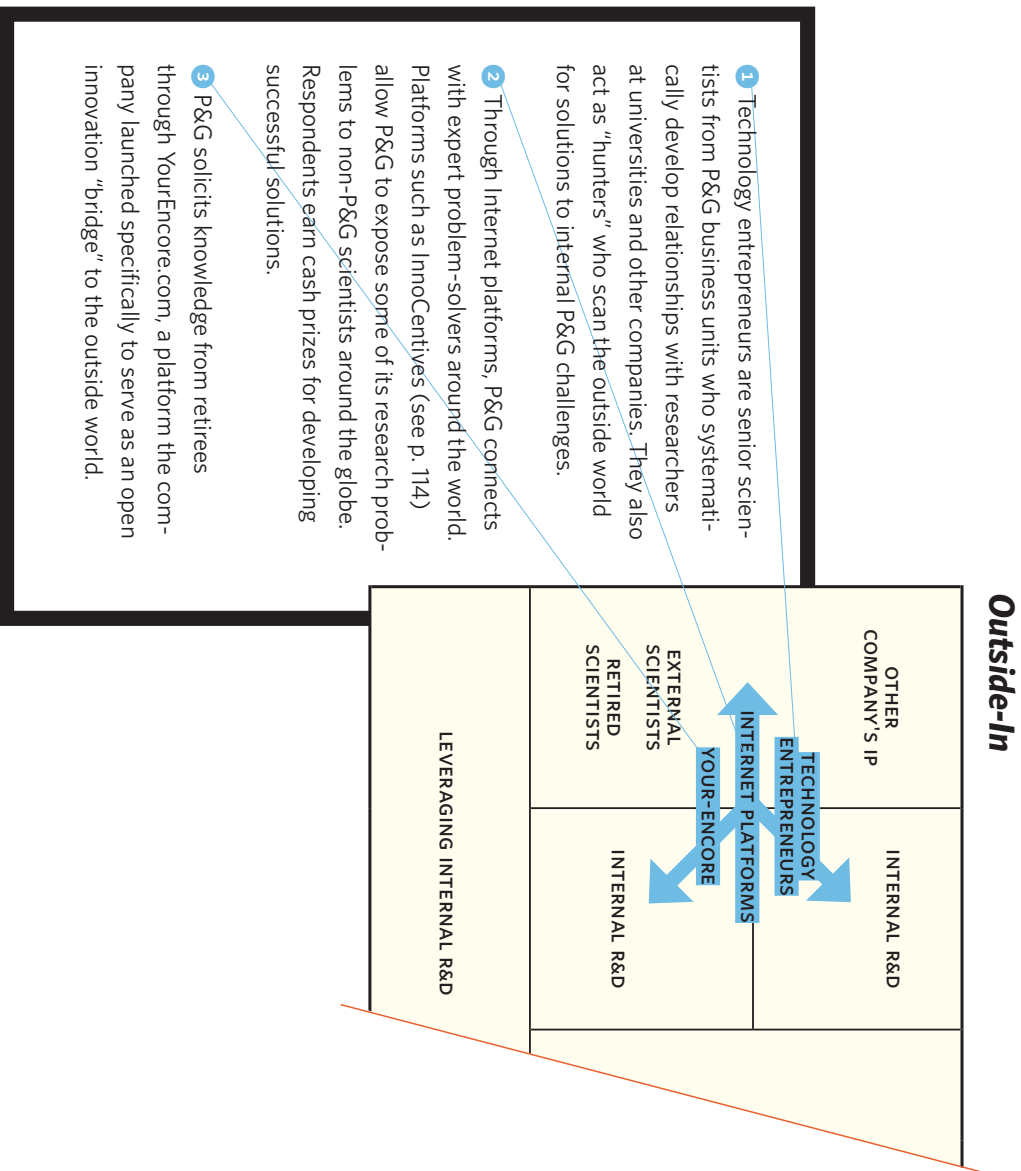 Outside-In
OTHER
COMPANY'S IP
INTERNAL R&D
TECHNOLOGY
ENTREPRENEURS
INTERNET PLATFORMS
YOUR-ENCORE
EXTERNAL
SCIENTISTS
RETIRED
SCIENTISTS
INTERNAL R&D
LEVERAGING INTERNAL R&D
1 Technology entrepreneurs are senior scien-
tists from P&G business units who systemati-
cally develop relationships with researchers
at universities and other companies. They also
act as “hunters” who scan the outside world
for solutions to internal P&G challenges.
2 Through Internet platforms, P&G connects
with expert problem-solvers around the world.
Platforms such as InnoCentives (see p. 114)
allow P&G to expose some of its research prob-
lems to non-P&G scientists around the globe.
Respondents earn cash prizes for developing
successful solutions.
3 P&G solicits knowledge from retirees
through YourEncore.com, a platform the com-
pany launched specifically to serve as an open
innovation “bridge” to the outside world.